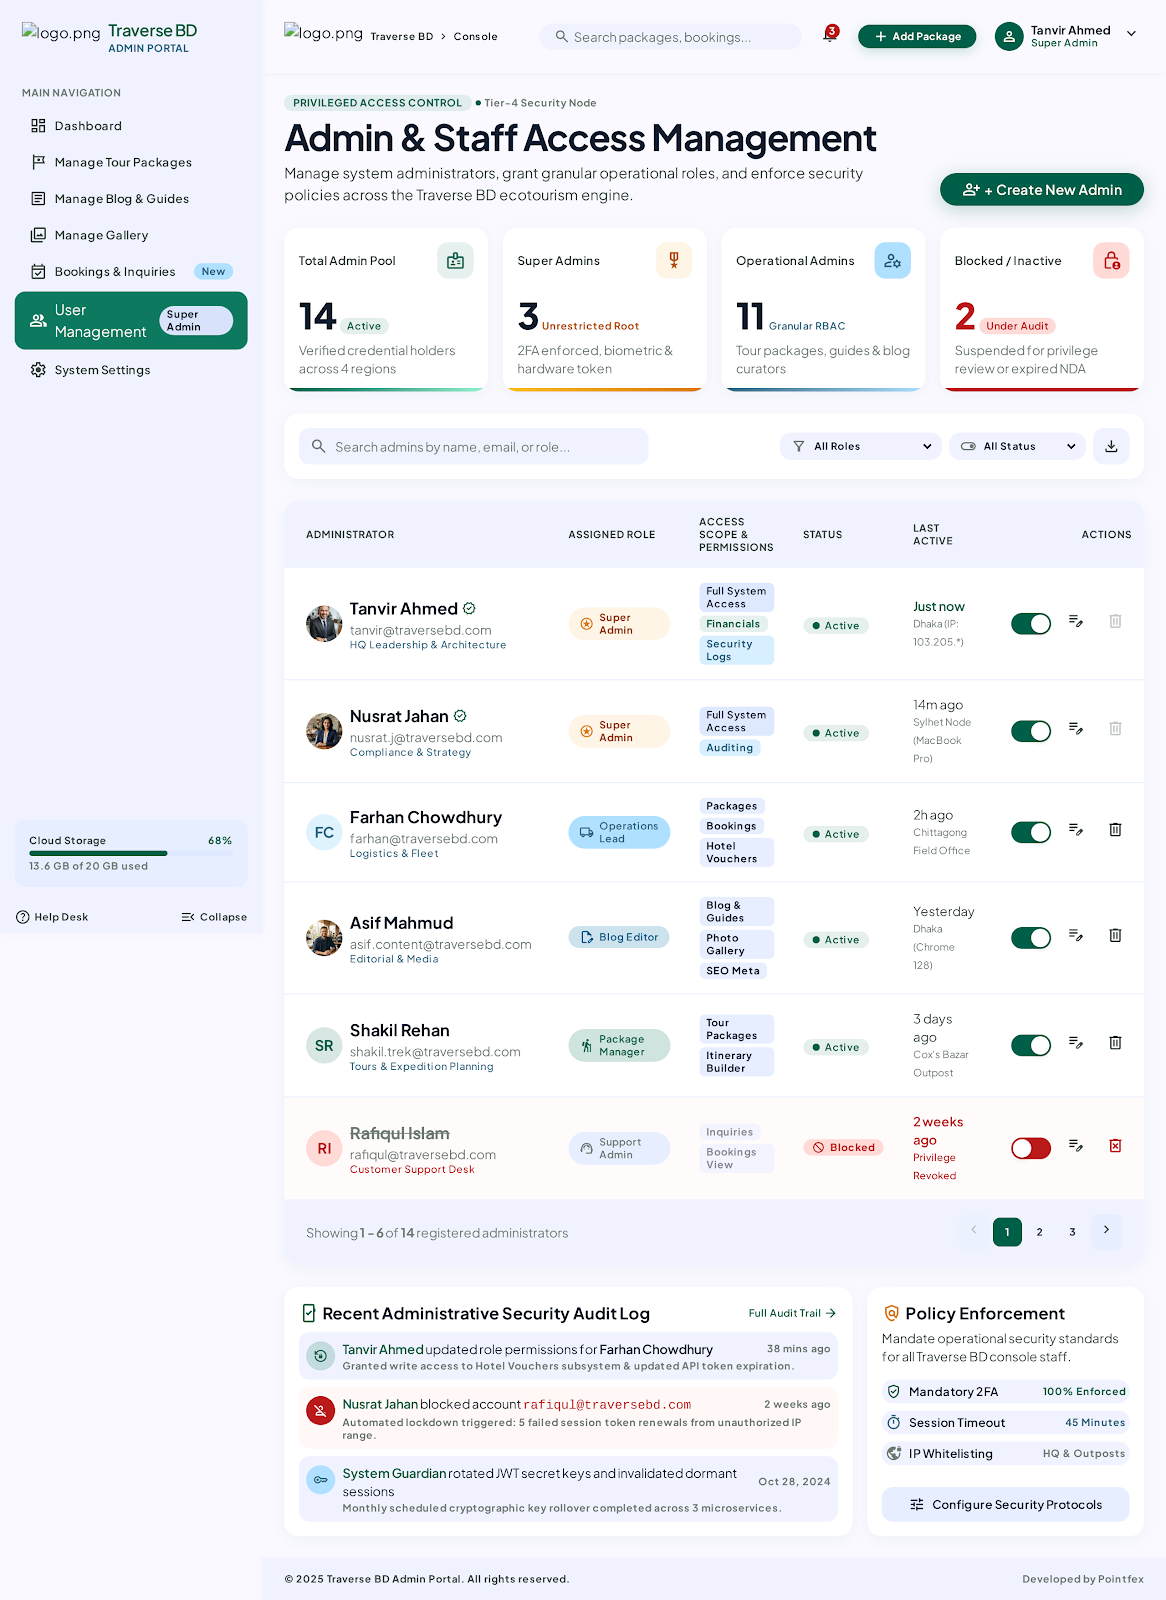 logo.png
Traverse BD
ADMIN PORTAL
MAIN NAVIGATION
Dashboard
Manage Tour Packages
Manage Blog & Guides
Manage Gallery
Bookings & Inquiries
New
User
Management
Super
Admin
System Settings
Cloud Storage
68%
13.6 GB of 20 GB used
Help Desk
Collapse
logo.png
Traverse BD > Console
Search packages, bookings...
3
+ Add Package
Tanvir Ahmed
Super Admin
PRIVILEGED ACCESS CONTROL
Tier-4 Security Node
Admin & Staff Access Management
Manage system administrators, grant granular operational roles, and enforce security
policies across the Traverse BD ecotourism engine.
+ Create New Admin
Total Admin Pool
14 Active
Verified credential holders
across 4 regions
Super Admins
3 Unrestricted Root
2FA enforced, biometric &
hardware token
Operational Admins
11 Granular RBAC
Tour packages, guides & blog
curators
Blocked / Inactive
2 Under Audit
Suspended for privilege
review or expired NDA
Search admins by name, email, or role...
All Roles
All Status
ADMINISTRATOR
ASSIGNED ROLE
ACCESS
SCOPE &
PERMISSIONS
STATUS
LAST
ACTIVE
ACTIONS
Tanvir Ahmed
tanvir@traversebd.com
HQ Leadership & Architecture
Super
Admin
Full System
Access
Financials
Security
Logs
Active
Just now
Dhaka (IP:
103.205.*)
Nusrat Jahan
nusrat.j@traversebd.com
Compliance & Strategy
Super
Admin
Full System
Access
Auditing
Active
14m ago
Sylhet Node
(MacBook
Pro)
FC
Farhan Chowdhury
farhan@traversebd.com
Logistics & Fleet
Operations
Lead
Packages
Bookings
Hotel
Vouchers
Active
2h ago
Chittagong
Field Office
Asif Mahmud
asif.content@traversebd.com
Editorial & Media
Blog Editor
Blog &
Guides
Photo
Gallery
SEO Meta
Active
Yesterday
Dhaka
(Chrome
128)
SR
Shakil Rehan
shakil.trek@traversebd.com
Tours & Expedition Planning
Package
Manager
Tour
Packages
Itinerary
Builder
Active
3 days
ago
Cox's Bazar
Outpost
RI
Rafiqul Islam
rafiqul@traversebd.com
Customer Support Desk
Support
Admin
Inquiries
Bookings
View
Blocked
2 weeks
ago
Privilege
Revoked
Showing 1 - 6 of 14 registered administrators
1 2 3
Recent Administrative Security Audit Log
Full Audit Trail →
Tanvir Ahmed updated role permissions for Farhan Chowdhury
38 mins ago
Granted write access to Hotel Vouchers subsystem & updated API token expiration.
Nusrat Jahan blocked account rafiqul@traversebd.com
2 weeks ago
Automated lockdown triggered: 5 failed session token renewals from unauthorized IP
range.
System Guardian rotated JWT secret keys and invalidated dormant
sessions
Oct 28, 2024
Monthly scheduled cryptographic key rollover completed across 3 microservices.
Policy Enforcement
Mandate operational security standards
for all Traverse BD console staff.
Mandatory 2FA
100% Enforced
Session Timeout
45 Minutes
IP Whitelisting
HQ & Outposts
Configure Security Protocols
© 2025 Traverse BD Admin Portal. All rights reserved.
Developed by Pointfex